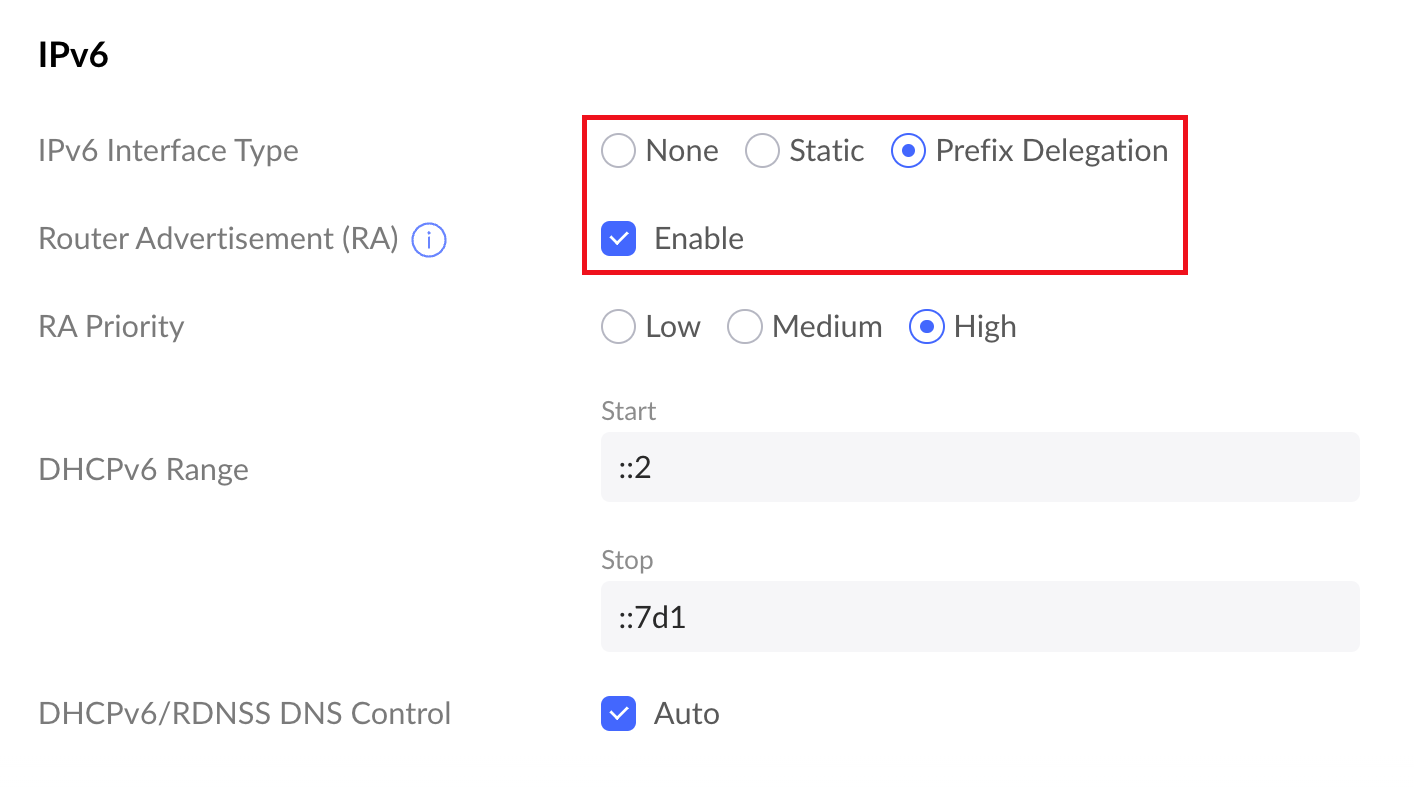 IPv6
IPv6 Interface Type None Static Prefix Delegation
Router Advertisement (RA) Enable
RA Priority Low Medium High
Start
DHCPv6 Range ::2
Stop
::7d1
DHCPv6/RDNSS DNS Control Auto